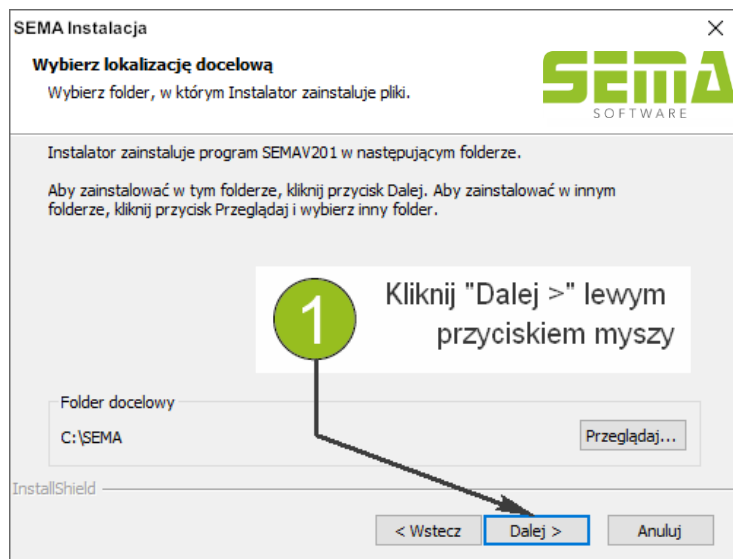 SEMA Instalacja
Wybierz lokalizację docelową
Wybierz folder, w którym Instalator zainstaluje pliki.
SEMA
SOFTWARE
Instalator zainstaluje program SEMAV201 w następującym folderze.
Aby zainstalować w tym folderze, kliknij przycisk Dalej. Aby zainstalować w innym
folderze, kliknij przycisk Przeglądaj i wybierz inny folder.
1
Kliknij "Dalej >" lewym
przyciskiem myszy
Folder docelowy
C:\SEMA
Przeglądaj...
InstallShield
< Wstecz
Dalej >
Anuluj